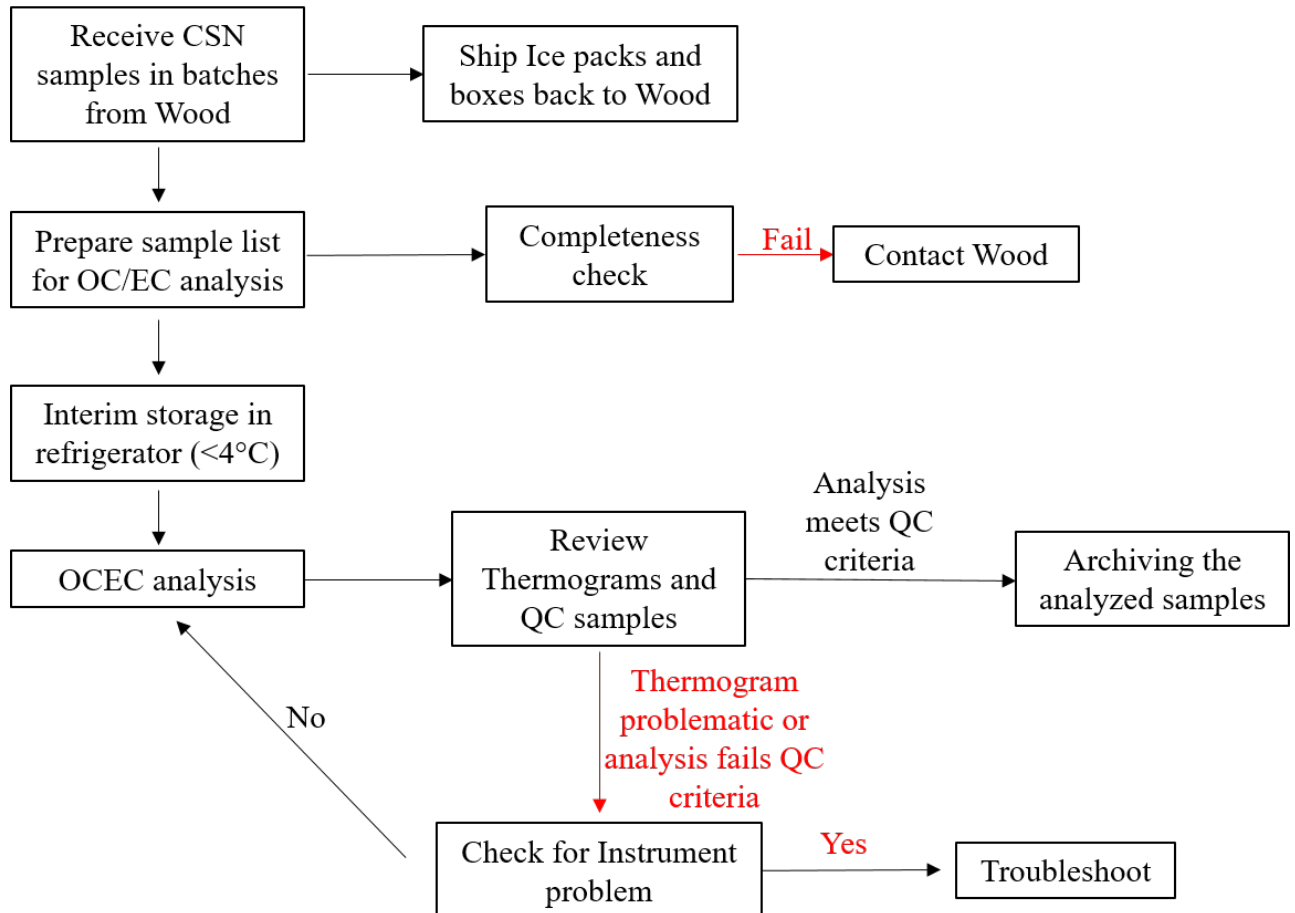 Receive CSN
samples in batches
from Wood
Ship Ice packs and
boxes back to Wood
Prepare sample list
for OC/EC analysis
Completeness
check
Fail
Contact Wood
Interim storage in
refrigerator (<4°C)
OCEC analysis
Review
Thermograms and
QC samples
Analysis
meets QC
criteria
Archiving the
analyzed samples
No
Thermogram
problematic or
analysis fails QC
criteria
Check for Instrument
problem
Yes
Troubleshoot